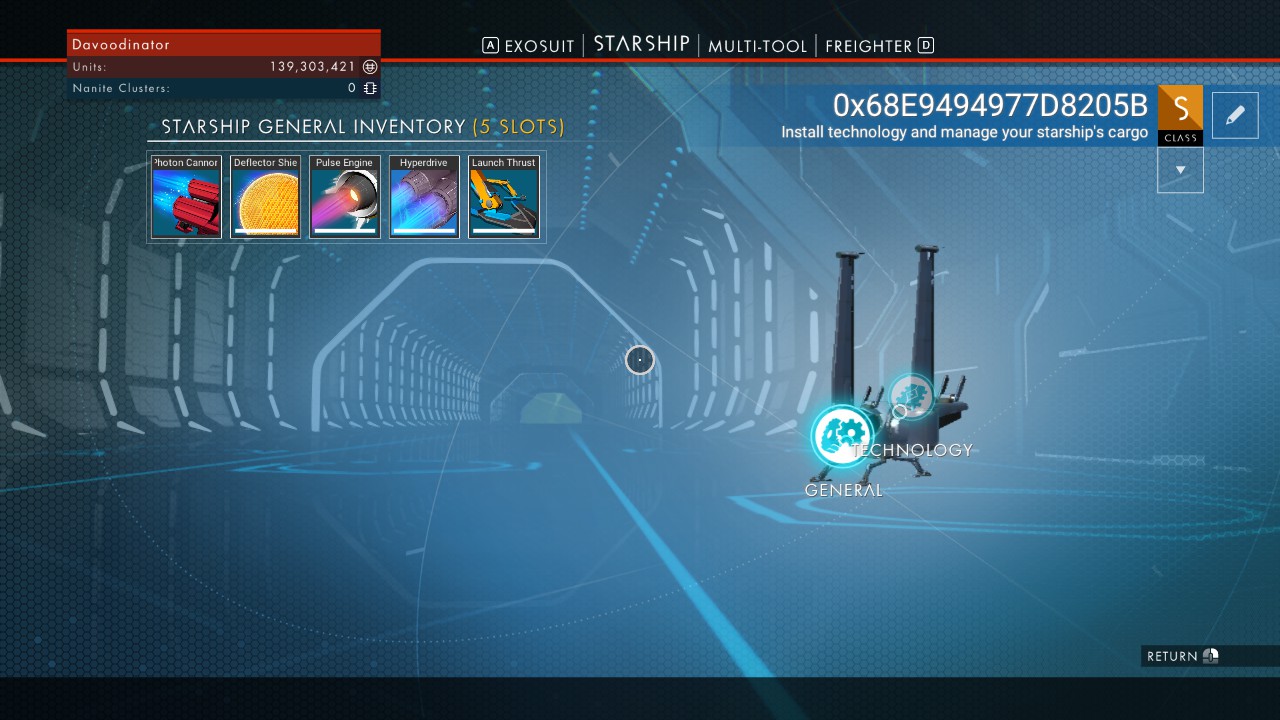 Davoodinator
Units: 139,303,421
Nanite Clusters: 0
A EXOSUIT STARSHIP MULTI-TOOL FREIGHTER D
0x68E9494977D8205B
Install technology and manage your starship's cargo
S
CLASS
STARSHIP GENERAL INVENTORY (5 SLOTS)
Photon Cannor Deflector Shie Pulse Engine Hyperdrive Launch Thrust
TECHNOLOGY
GENERAL
RETURN